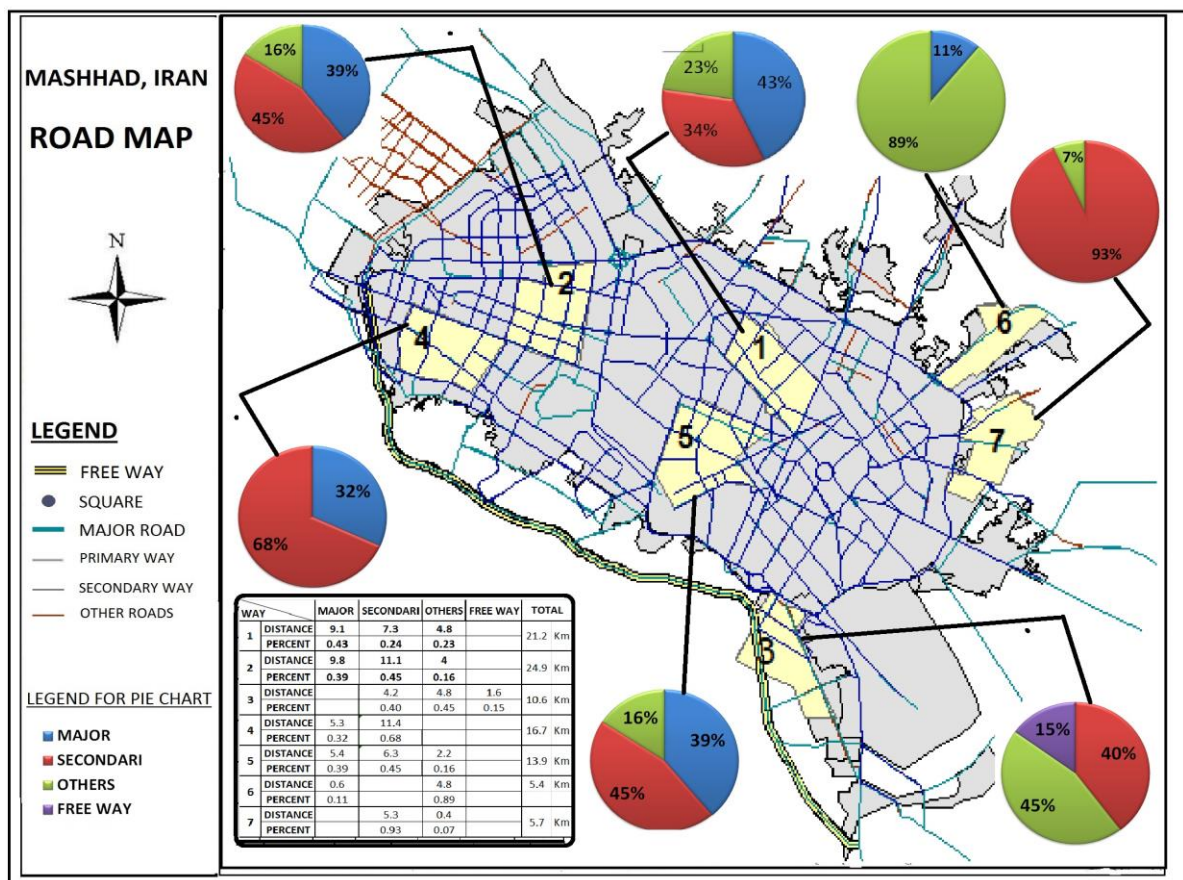 MASHHAD, IRAN
ROAD MAP
N
LEGEND
FREE WAY
SQUARE
MAJOR ROAD
PRIMARY WAY
SECONDARY WAY
OTHER ROADS
LEGEND FOR PIE CHART
MAJOR
SECONDARI
OTHERS
FREE WAY
16%
39%
45%
23%
43%
34%
11%
89%
7%
93%
2
4
1
6
5
7
3
32%
68%
WAY MAJOR SECONDARI OTHERS FREE WAY TOTAL
1 DISTANCE 9.1 7.3 4.8 21.2 Km
PERCENT 0.43 0.24 0.23
2 DISTANCE 9.8 11.1 4 24.9 Km
PERCENT 0.39 0.45 0.16
3 DISTANCE 4.2 4.8 1.6 10.6 Km
PERCENT 0.40 0.45 0.15
4 DISTANCE 5.3 11.4 16.7 Km
PERCENT 0.32 0.68
5 DISTANCE 5.4 6.3 2.2 13.9 Km
PERCENT 0.39 0.45 0.16
6 DISTANCE 0.6 4.8 5.4 Km
PERCENT 0.11 0.89
7 DISTANCE 5.3 0.4 5.7 Km
PERCENT 0.93 0.07
16%
39%
45%
15%
40%
45%